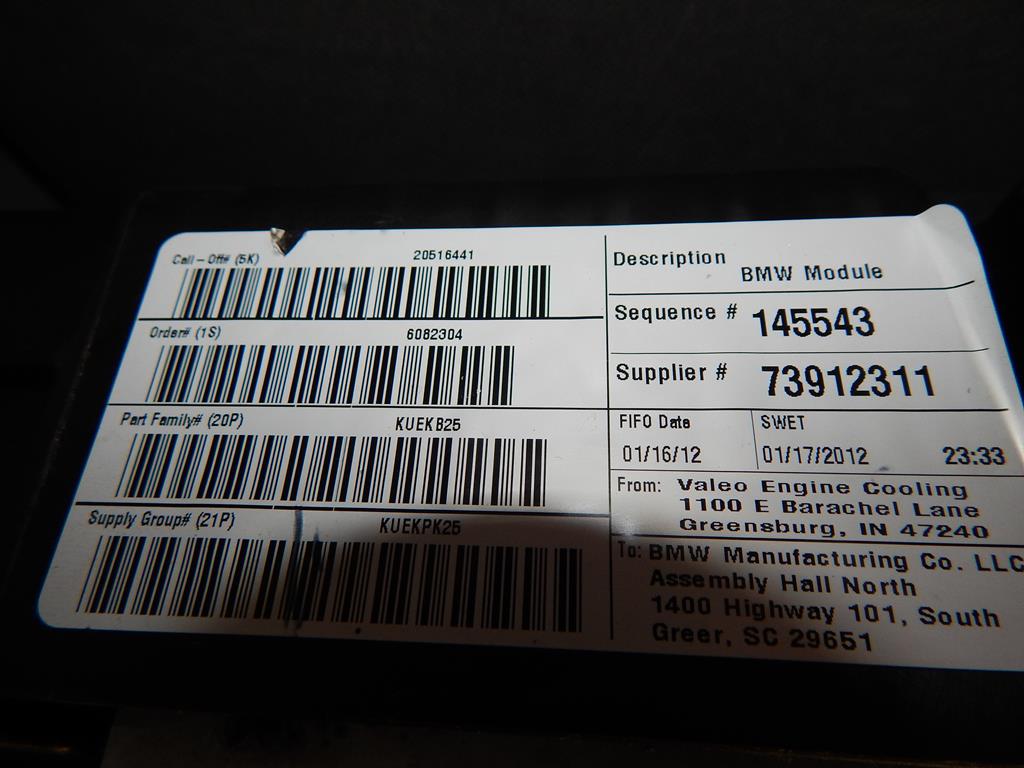 Call-Off# (5K) 20516441
Order# (1S) 6082304
Part Family# (20P) KUEKB25
Supply Group# (21P) KUEKPK25
Description BMW Module
Sequence # 145543
Supplier # 73912311
FIFO Date SWET
01/16/12 01/17/2012 23:33
From: Valeo Engine Cooling
1100 E Barachel Lane
Greensburg, IN 47240
To: BMW Manufacturing Co. LLC
Assembly Hall North
1400 Highway 101, South
Greer, SC 29651